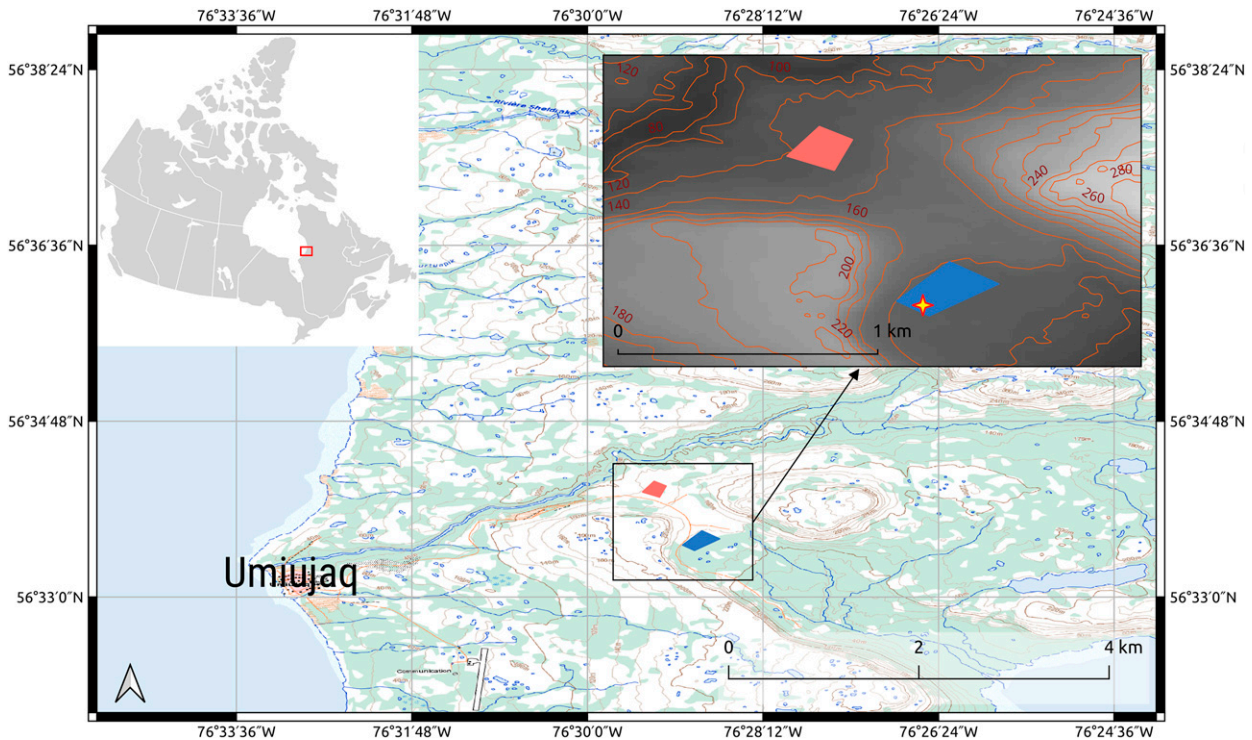 76°33′36″W 76°31′48″W 76°30′0″W 76°28′12″W 76°26′24″W 76°24′36″W
56°38′24″N 56°38′24″N
120 100
80
240 280
260
120
140 160
200
180
220
0 1 km
56°36′36″N 56°36′36″N
56°34′48″N 56°34′48″N
Umiujaq
56°33′0″N 56°33′0″N
Communication
0 2 4 km
76°33′36″W 76°31′48″W 76°30′0″W 76°28′12″W 76°26′24″W 76°24′36″W